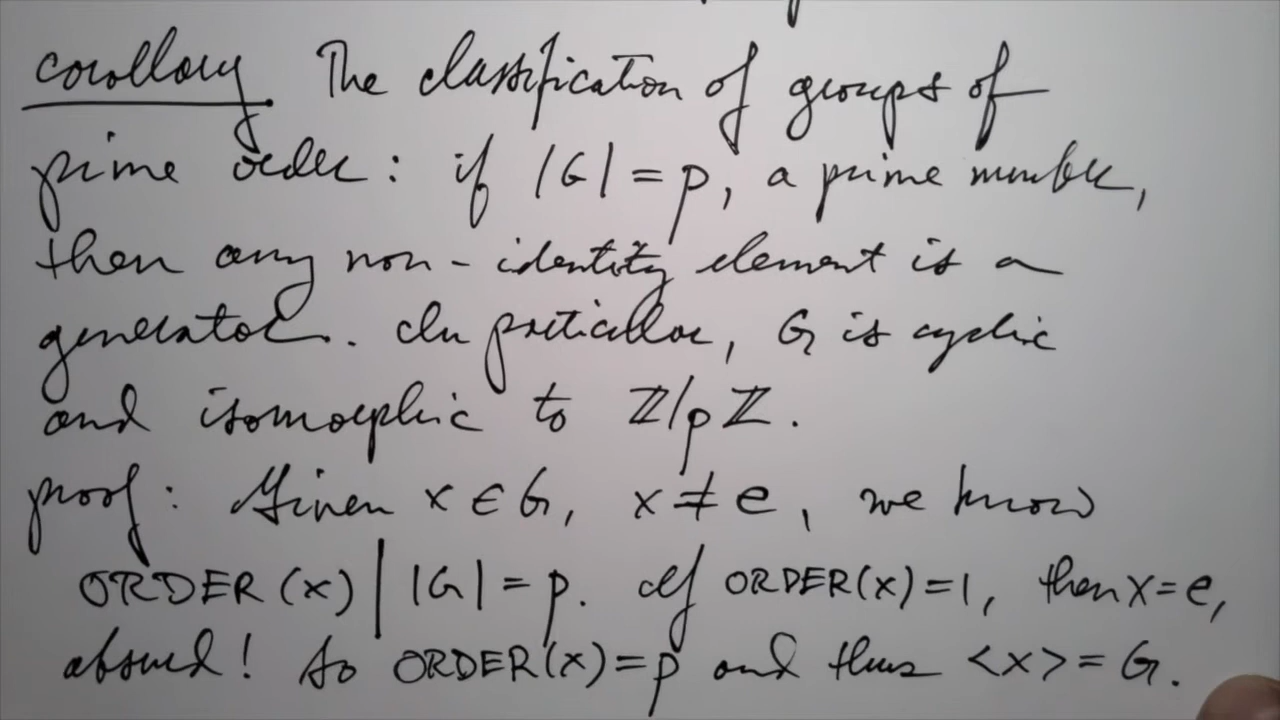 corollary The classification of groups of
prime order: if |G| = p, a prime number,
then any non-identity element is a
generator. In particular, G is cyclic
and isomorphic to ℤ/pℤ.
proof: Given x ∈ G, x ≠ e, we know
ORDER(x) | |G| = p. If ORDER(x) = 1, then x = e,
absurd! So ORDER(x) = p and thus <x> = G.